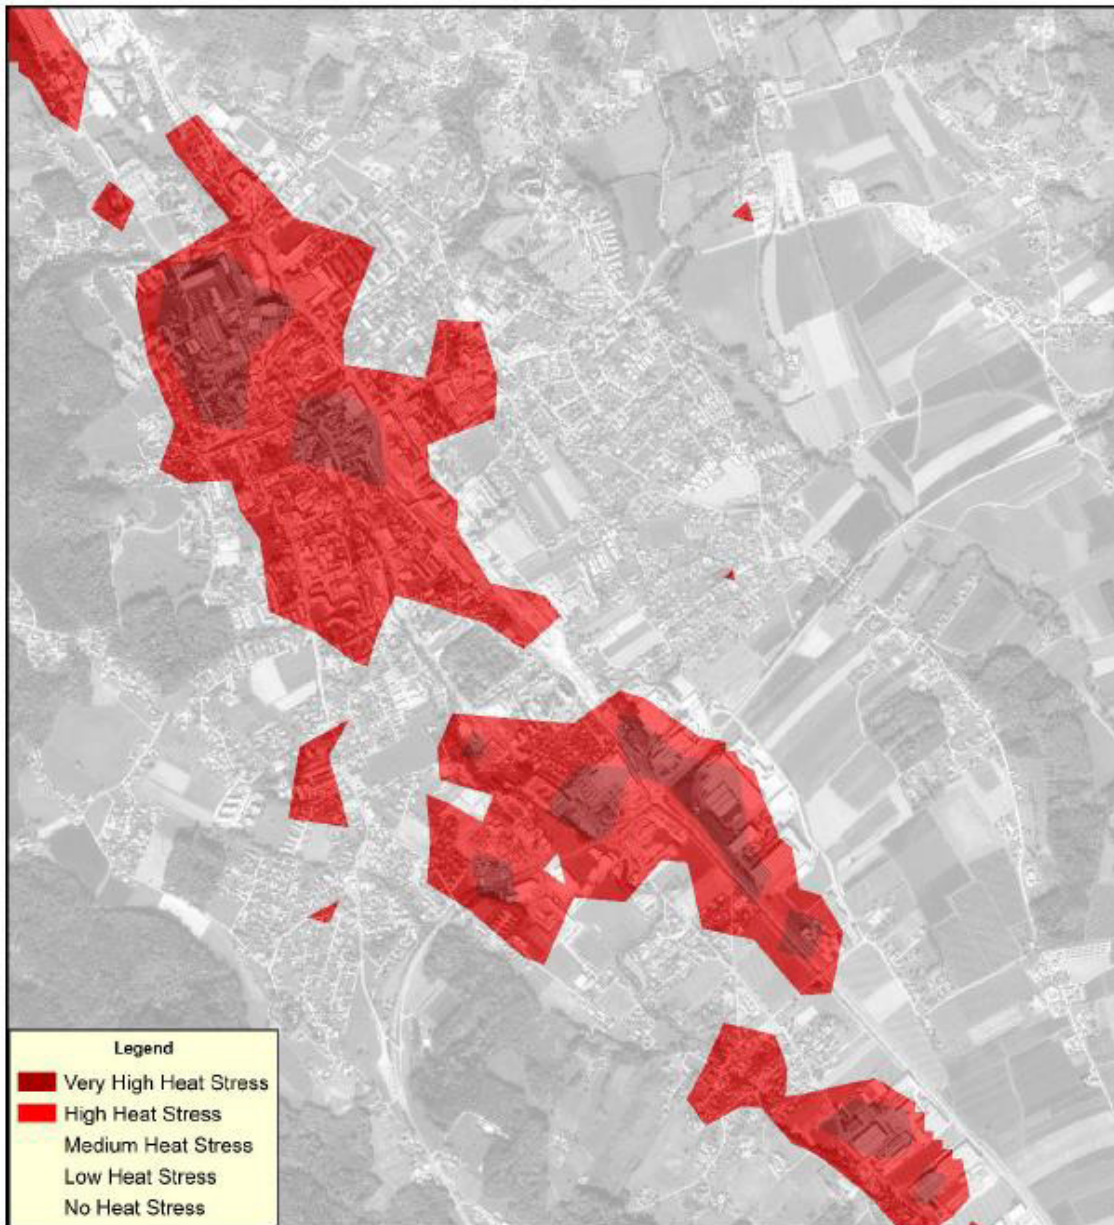 Legend
Very High Heat Stress
High Heat Stress
Medium Heat Stress
Low Heat Stress
No Heat Stress